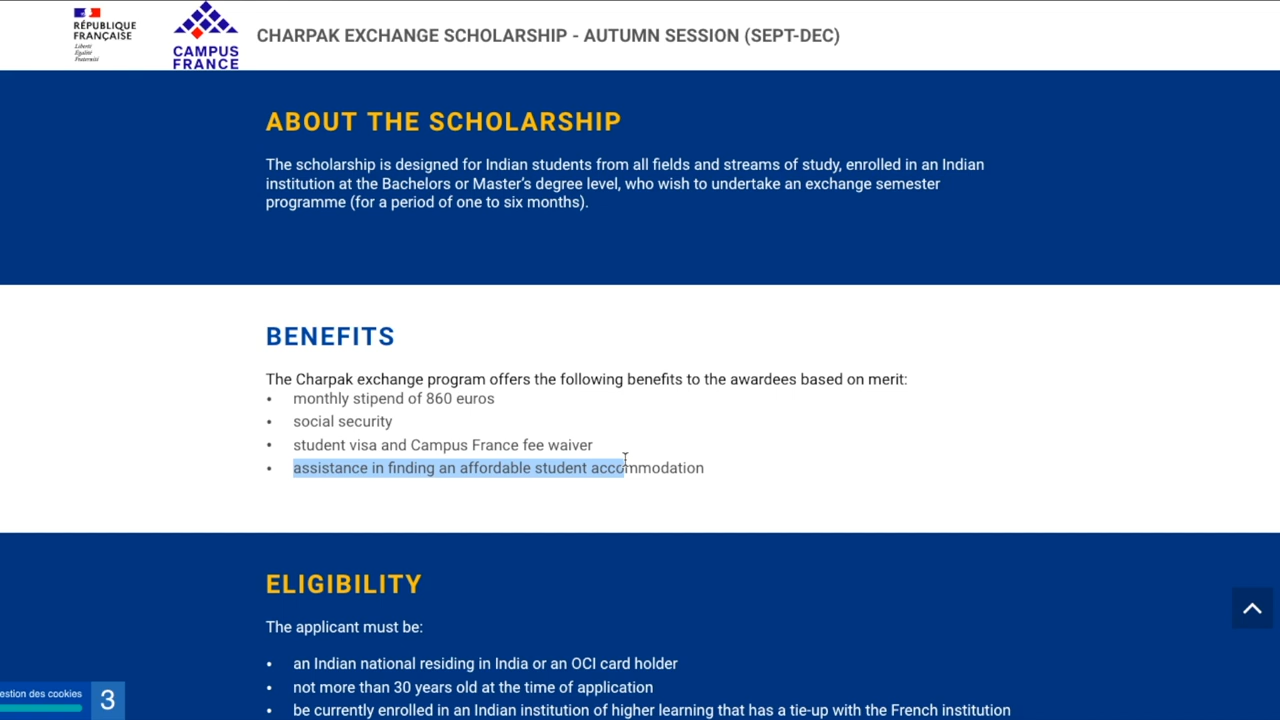 RÉPUBLIQUE
FRANÇAISE
Liberté
Égalité
Fraternité
CAMPUS
FRANCE
CHARPAK EXCHANGE SCHOLARSHIP - AUTUMN SESSION (SEPT-DEC)
ABOUT THE SCHOLARSHIP
The scholarship is designed for Indian students from all fields and streams of study, enrolled in an Indian
institution at the Bachelors or Master's degree level, who wish to undertake an exchange semester
programme (for a period of one to six months).
BENEFITS
The Charpak exchange program offers the following benefits to the awardees based on merit:
• monthly stipend of 860 euros
• social security
• student visa and Campus France fee waiver
• assistance in finding an affordable student accommodation
ELIGIBILITY
The applicant must be:
• an Indian national residing in India or an OCI card holder
• not more than 30 years old at the time of application
• be currently enrolled in an Indian institution of higher learning that has a tie-up with the French institution
estion des cookies
3